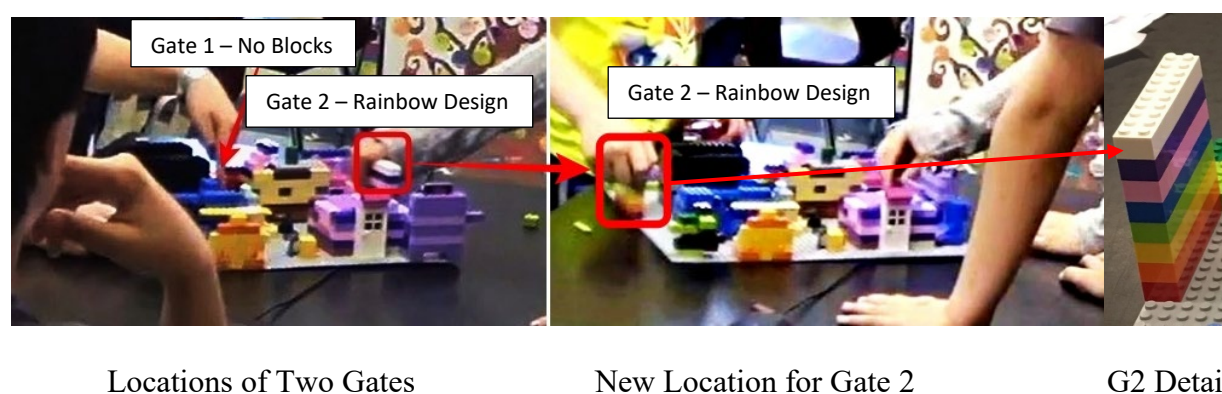 Gate 1 – No Blocks
Gate 2 – Rainbow Design
Gate 2 – Rainbow Design
Locations of Two Gates
New Location for Gate 2
G2 Detai